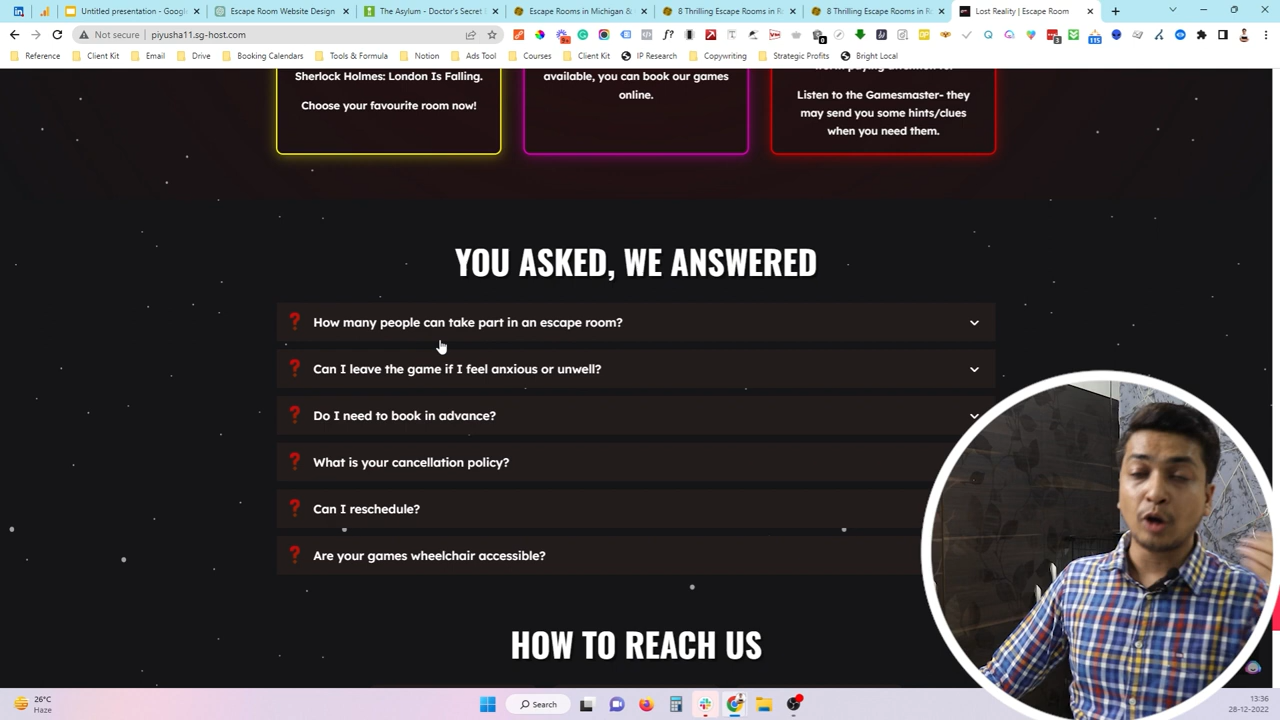 Untitled presentation - Googl
Escape Room Website Design
The Asylum - Doctor's Secret
Escape Rooms in Michigan &
8 Thrilling Escape Rooms in R
8 Thrilling Escape Rooms in R
Lost Reality | Escape Room
Not secure
piyusha11.sg-host.com
Reference
Client Kit
Email
Drive
Booking Calendars
Tools & Formula
Notion
Ads Tool
Courses
Client Kit
IP Research
Copywriting
Strategic Profits
Bright Local
Sherlock Holmes: London Is Falling.
Choose your favourite room now!
available, you can book our games
online.
Listen to the Gamesmaster- they
may send you some hints/clues
when you need them.
YOU ASKED, WE ANSWERED
How many people can take part in an escape room?
Can I leave the game if I feel anxious or unwell?
Do I need to book in advance?
What is your cancellation policy?
Can I reschedule?
Are your games wheelchair accessible?
HOW TO REACH US
26°C
Haze
Search
13:36
28-12-2022